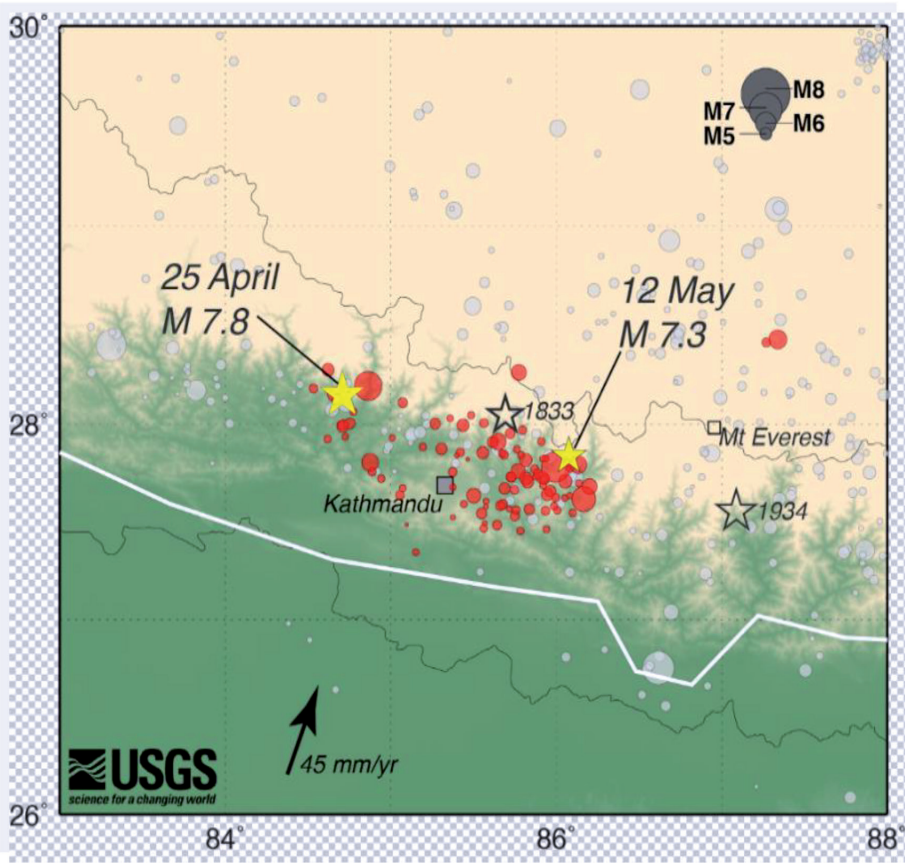 30°
M8
M7
M6
M5
25 April
M 7.8
12 May
M 7.3
28°
1833
Mt Everest
Kathmandu
1934
45 mm/yr
USGS
science for a changing world
26°
84°
86°
88°